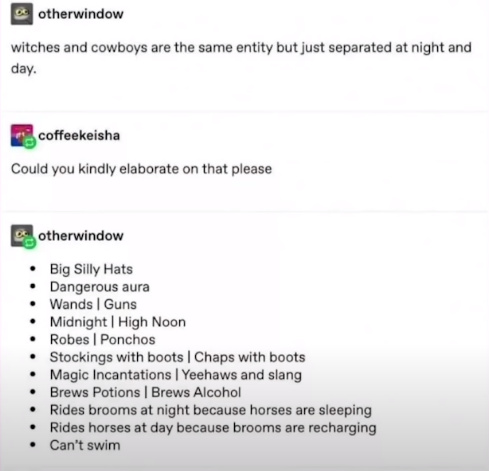 otherwindow
witches and cowboys are the same entity but just separated at night and
day.
coffeekeisha
Could you kindly elaborate on that please
otherwindow
• Big Silly Hats
• Dangerous aura
• Wands | Guns
• Midnight | High Noon
• Robes | Ponchos
• Stockings with boots | Chaps with boots
• Magic Incantations | Yeehaws and slang
• Brews Potions | Brews Alcohol
• Rides brooms at night because horses are sleeping
• Rides horses at day because brooms are recharging
• Can't swim